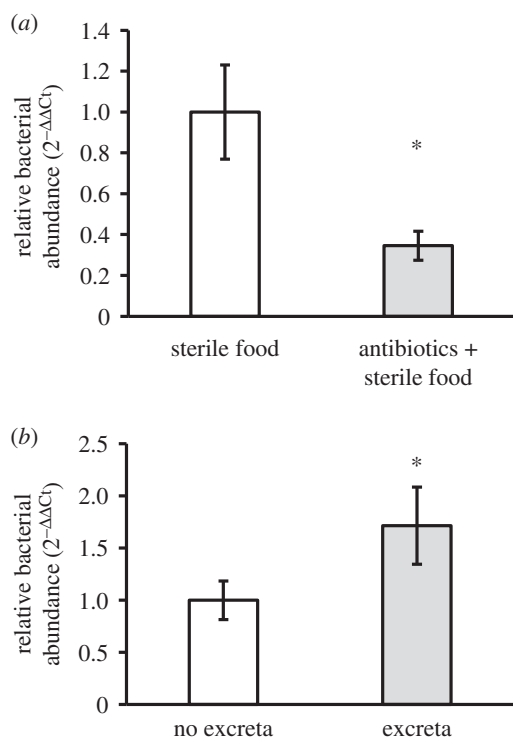 (a)
1.4
1.2
1.0
0.8
0.6
0.4
0.2
0
relative bacterial
abundance (2^−ΔΔCt)
*
sterile food
antibiotics +
sterile food
(b)
2.5
2.0
1.5
1.0
0.5
0
relative bacterial
abundance (2^−ΔΔCt)
*
no excreta
excreta